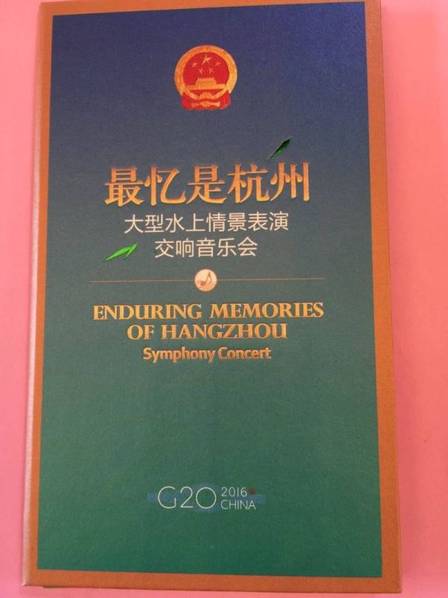 最忆是杭州
大型水上情景表演
交响音乐会
ENDURING MEMORIES
OF HANGZHOU
Symphony Concert
G20 2016
CHINA